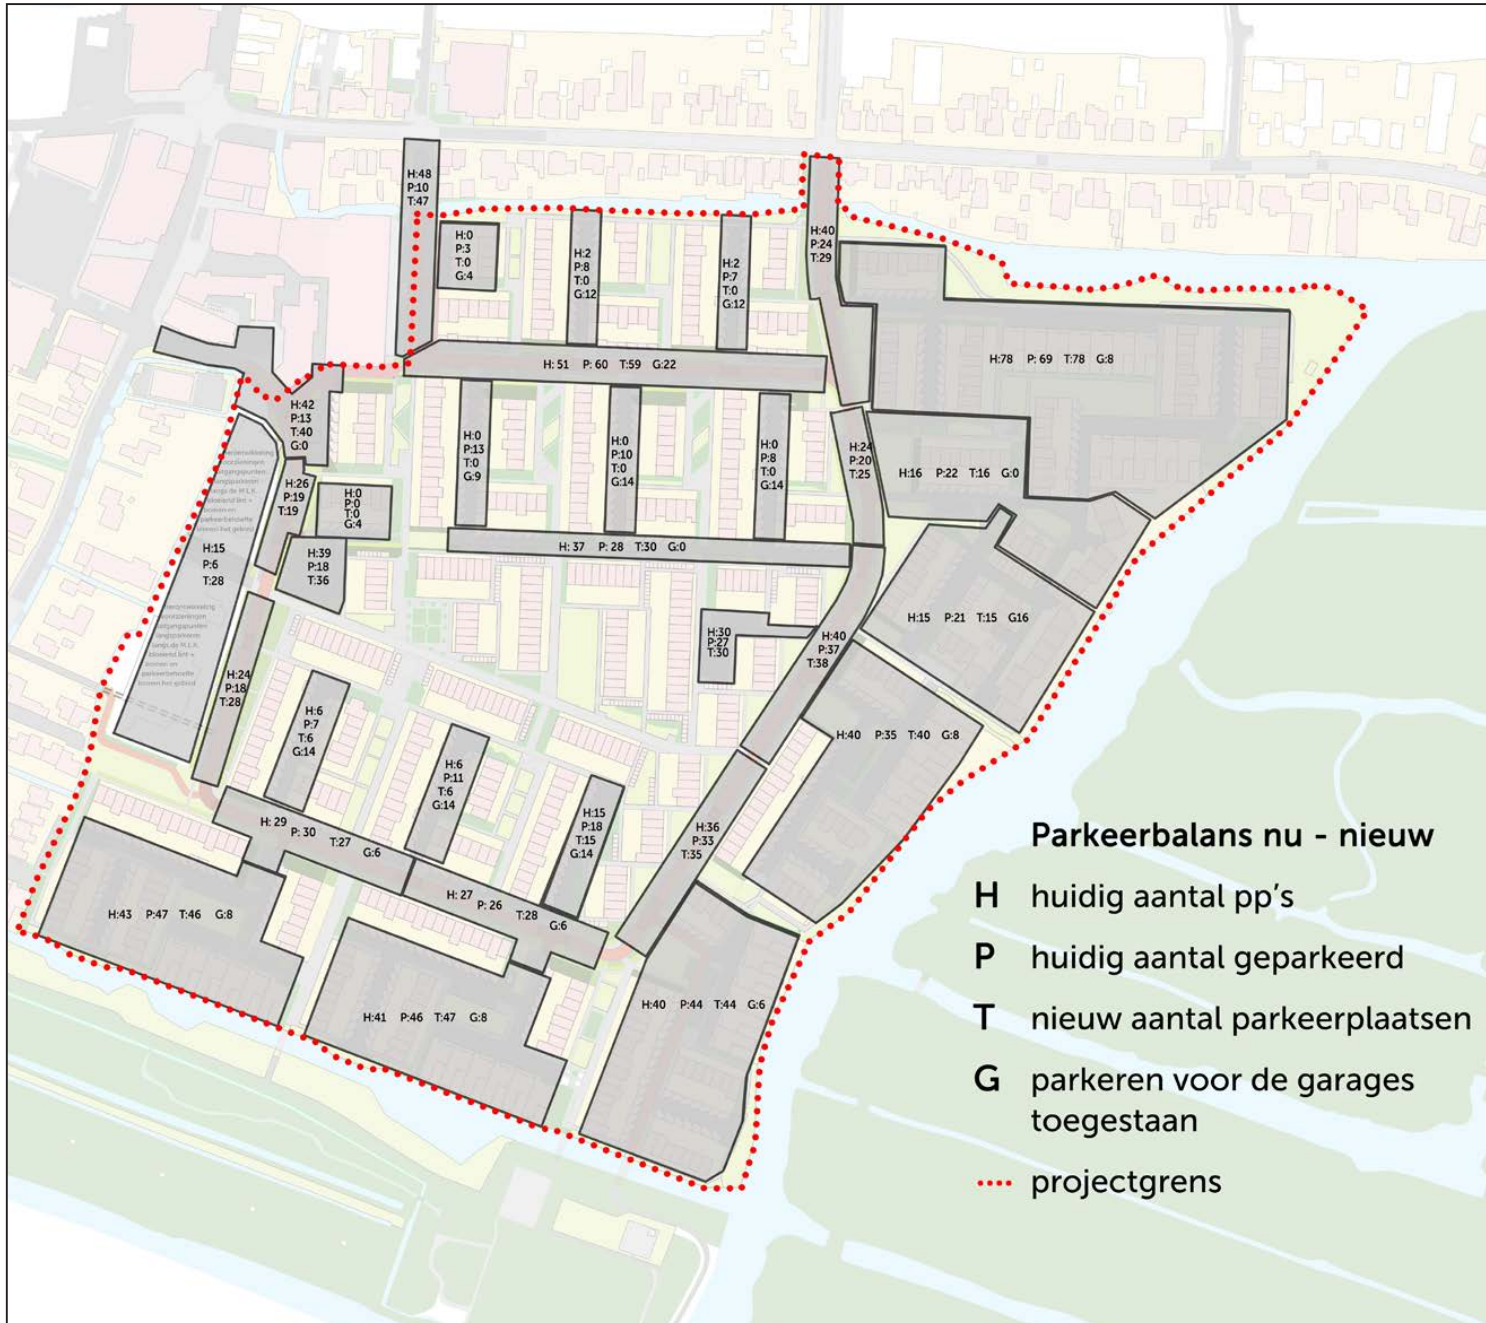 H:48
P:10
T:47
H:0
P:3
T:0
G:4
H:2
P:8
T:0
G:12
H:2
P:7
T:0
G:12
H:40
P:24
T:29
H:78 P: 69 T:78 G:8
H: 51 P: 60 T:59 G:22
H:42
P:13
T:40
G:0
H:0
P:13
T:0
G:9
H:0
P:10
T:0
G:14
H:0
P:8
T:0
G:14
H:24
P:20
T:25
H:16 P:22 T:16 G:0
H:26
P:19
T:19
H:0
P:0
T:0
G:4
H:39
P:18
T:36
H: 37 P: 28 T:30 G:0
H:15
P:6
T:28
H:30
P:27
T:30
H:40
P:37
T:38
H:15 P:21 T:15 G16
H:24
P:18
T:28
H:6
P:7
T:6
G:14
H:6
P:11
T:6
G:14
H:15
P:18
T:15
G:14
H:40 P:35 T:40 G:8
H:36
P:33
T:35
H: 29 P: 30 T:27 G:6
H: 27 P: 26 T:28 G:6
H:43 P:47 T:46 G:8
H:41 P:46 T:47 G:8
H:40 P:44 T:44 G:6
Parkeerbalans nu - nieuw
H huidig aantal pp's
P huidig aantal geparkeerd
T nieuw aantal parkeerplaatsen
G parkeren voor de garages
toegestaan
projectgrens